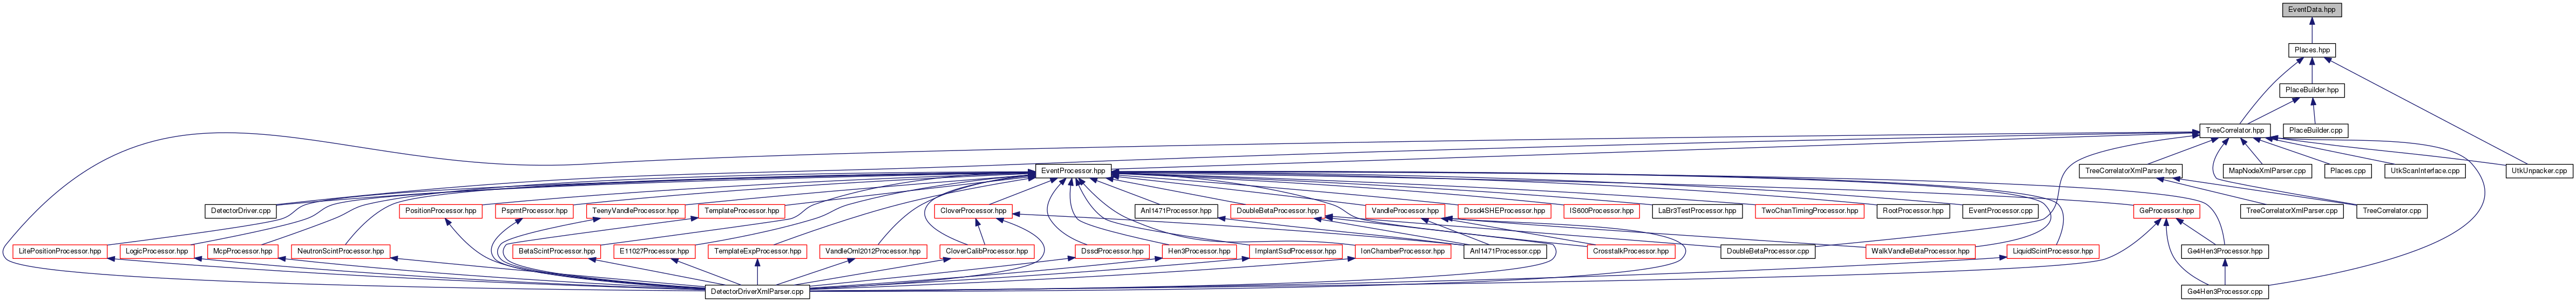 EventData.hpp
Places.hpp
PlaceBuilder.hpp
TreeCorrelator.hpp
PlaceBuilder.cpp
EventProcessor.hpp
TreeCorrelatorXmlParser.hpp
MapNodeXmlParser.cpp
Places.cpp
UtkScanInterface.cpp
UtkUnpacker.cpp
DetectorDriver.cpp
PositionProcessor.hpp
PspmtProcessor.hpp
TeenyVandleProcessor.hpp
TemplateProcessor.hpp
CloverProcessor.hpp
Anl1471Processor.hpp
DoubleBetaProcessor.hpp
VandleProcessor.hpp
Dssd4SHEProcessor.hpp
IS600Processor.hpp
LaBr3TestProcessor.hpp
TwoChanTimingProcessor.hpp
RootProcessor.hpp
EventProcessor.cpp
GeProcessor.hpp
TreeCorrelatorXmlParser.cpp
TreeCorrelator.cpp
LitePositionProcessor.hpp
LogicProcessor.hpp
McpProcessor.hpp
NeutronScintProcessor.hpp
BetaScintProcessor.hpp
E11027Processor.hpp
TemplateExpProcessor.hpp
VandleOrnl2012Processor.hpp
CloverCalibProcessor.hpp
DssdProcessor.hpp
Hen3Processor.hpp
ImplantSsdProcessor.hpp
IonChamberProcessor.hpp
Anl1471Processor.cpp
CrosstalkProcessor.hpp
DoubleBetaProcessor.cpp
WalkVandleBetaProcessor.hpp
LiquidScintProcessor.hpp
Ge4Hen3Processor.hpp
DetectorDriverXmlParser.cpp
Ge4Hen3Processor.cpp